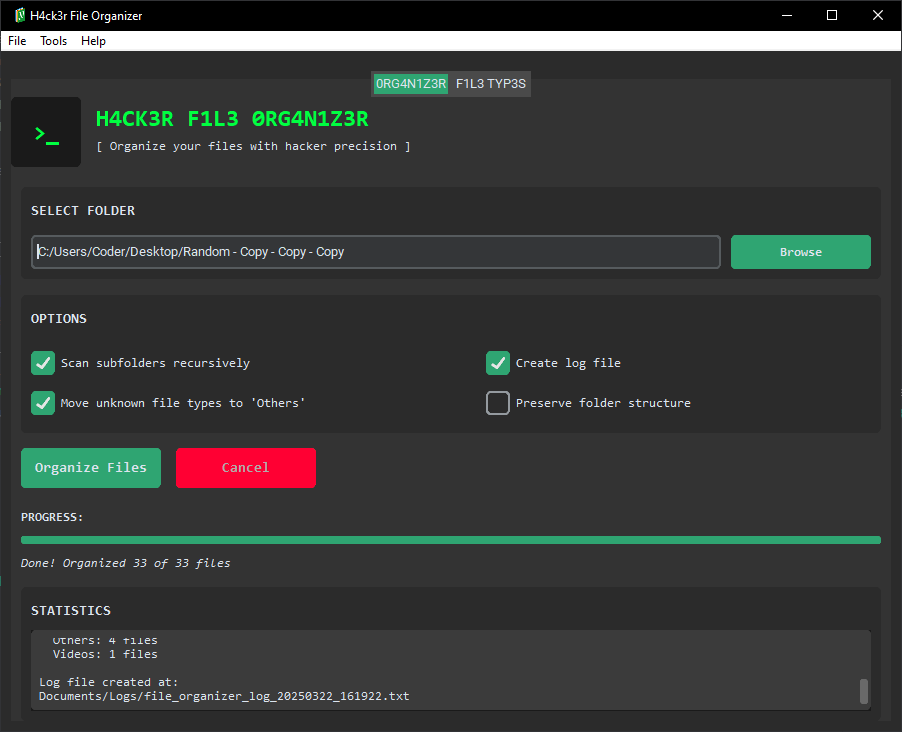 H4ck3r File Organizer
File Tools Help
0RG4N1Z3R F1L3 TYP3S
>_
H4CK3R F1L3 0RG4N1Z3R
[ Organize your files with hacker precision ]
SELECT FOLDER
C:/Users/Coder/Desktop/Random - Copy - Copy - Copy
Browse
OPTIONS
Scan subfolders recursively
Create log file
Move unknown file types to 'Others'
Preserve folder structure
Organize Files
Cancel
PROGRESS:
Done! Organized 33 of 33 files
STATISTICS
Others: 4 files
Videos: 1 files
Log file created at:
Documents/Logs/file_organizer_log_20250322_161922.txt